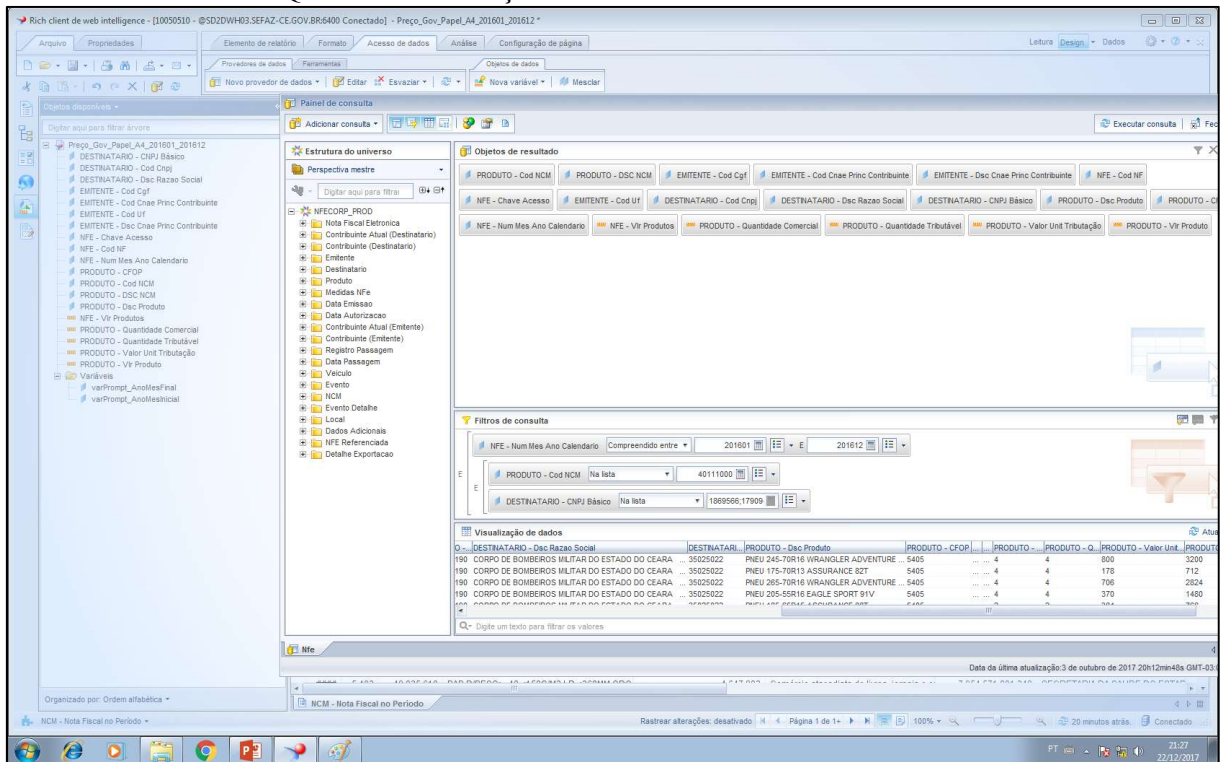 Rich client de web intelligence - [10050510 - @SD2DWH03.SEFAZ-CE.GOV.BR:6400 Conectado] - Preço_Gov_Papel_A4_201601_201612 *
Arquivo Propriedades Elemento de relatório Formato Acesso de dados Análise Configuração de página Leitura Design Dados
Provedores de dados Ferramentas Objetos de dados
Novo provedor de dados Editar Esvaziar Nova variável Mesclar
Objetos disponíveis
Digitar aqui para filtrar árvore
Preço_Gov_Papel_A4_201601_201612
DESTINATARIO - CNPJ Básico
DESTINATARIO - Cod Cnpj
DESTINATARIO - Dsc Razao Social
EMITENTE - Cod Cgf
EMITENTE - Cod Cnae Princ Contribuinte
EMITENTE - Cod Uf
EMITENTE - Dsc Cnae Princ Contribuinte
NFE - Chave Acesso
NFE - Cod NF
NFE - Num Mes Ano Calendario
PRODUTO - CFOP
PRODUTO - Cod NCM
PRODUTO - DSC NCM
PRODUTO - Dsc Produto
NFE - Vlr Produtos
PRODUTO - Quantidade Comercial
PRODUTO - Quantidade Tributável
PRODUTO - Valor Unit Tributação
PRODUTO - Vlr Produto
Variáveis
varPrompt_AnoMesFinal
varPrompt_AnoMesInicial
Organizado por: Ordem alfabética
Painel de consulta
Adicionar consulta Executar consulta Fec
Estrutura do universo
Perspectiva mestre
Digitar aqui para filtrar
NFECORP_PROD
Nota Fiscal Eletronica
Contribuinte Atual (Destinatario)
Contribuinte (Destinatario)
Emitente
Destinatario
Produto
Medidas NFe
Data Emissao
Data Autorizacao
Contribuinte Atual (Emitente)
Contribuinte (Emitente)
Registro Passagem
Data Passagem
Veiculo
Evento
NCM
Evento Detalhe
Local
Dados Adicionais
NFE Referenciada
Detalhe Exportacao
Objetos de resultado
PRODUTO - Cod NCM PRODUTO - DSC NCM EMITENTE - Cod Cgf EMITENTE - Cod Cnae Princ Contribuinte EMITENTE - Dsc Cnae Princ Contribuinte NFE - Cod NF
NFE - Chave Acesso EMITENTE - Cod Uf DESTINATARIO - Cod Cnpj DESTINATARIO - Dsc Razao Social DESTINATARIO - CNPJ Básico PRODUTO - Dsc Produto PRODUTO - CF
NFE - Num Mes Ano Calendario NFE - Vlr Produtos PRODUTO - Quantidade Comercial PRODUTO - Quantidade Tributável PRODUTO - Valor Unit Tributação PRODUTO - Vlr Produto
Filtros de consulta
NFE - Num Mes Ano Calendario Compreendido entre 201601 E 201612
E PRODUTO - Cod NCM Na lista 40111000
E
DESTINATARIO - CNPJ Básico Na lista 1869566;17909
Visualização de dados Atua
O -... DESTINATARIO - Dsc Razao Social DESTINATARI... PRODUTO - Dsc Produto PRODUTO - CFOP ... ... PRODUTO - ... PRODUTO - Q... PRODUTO - Valor Unit... PRODUTO
190 CORPO DE BOMBEIROS MILITAR DO ESTADO DO CEARA ... 35025022 PNEU 245-70R16 WRANGLER ADVENTURE ... 5405 ... ... 4 4 800 3200
190 CORPO DE BOMBEIROS MILITAR DO ESTADO DO CEARA ... 35025022 PNEU 175-70R13 ASSURANCE 82T 5405 ... ... 4 4 178 712
190 CORPO DE BOMBEIROS MILITAR DO ESTADO DO CEARA ... 35025022 PNEU 265-70R16 WRANGLER ADVENTURE ... 5405 ... ... 4 4 706 2824
190 CORPO DE BOMBEIROS MILITAR DO ESTADO DO CEARA ... 35025022 PNEU 205-55R16 EAGLE SPORT 91V 5405 ... ... 4 4 370 1480
Digite um texto para filtrar os valores
Nfe
Data da última atualização:3 de outubro de 2017 20h12min48s GMT-03:0
NCM - Nota Fiscal no Período
NCM - Nota Fiscal no Período Rastrear alterações: desativado Página 1 de 1+ 100% 20 minutos atrás. Conectado
PT 21:27
22/12/2017